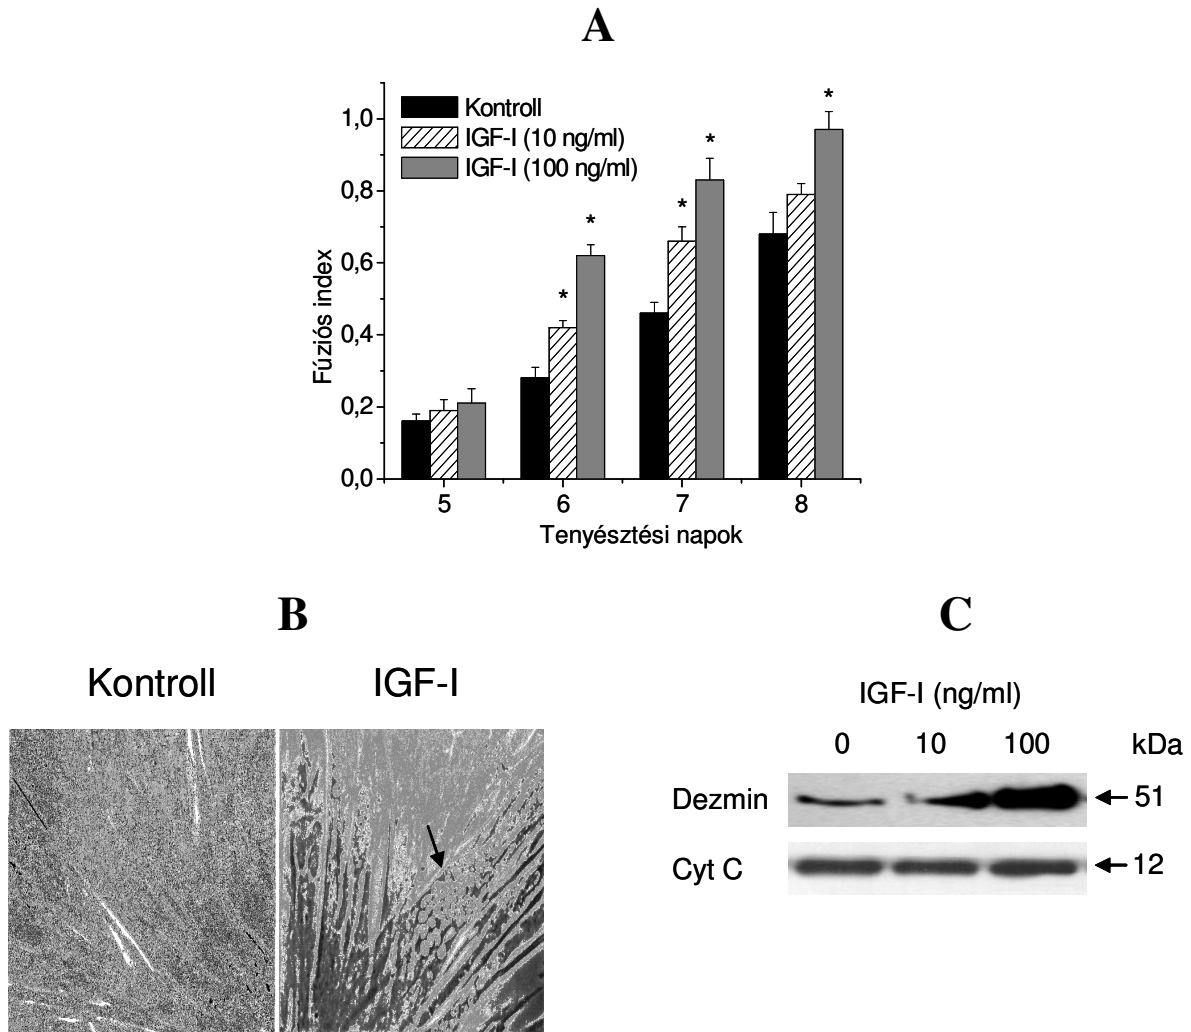 A
Kontroll
IGF-I (10 ng/ml)
IGF-I (100 ng/ml)
1,0
0,8
0,6
0,4
0,2
0,0
Fúziós index
* * * * *
5 6 7 8
Tenyésztési napok
B
Kontroll IGF-I
C
IGF-I (ng/ml)
0 10 100 kDa
Dezmin 51
Cyt C 12